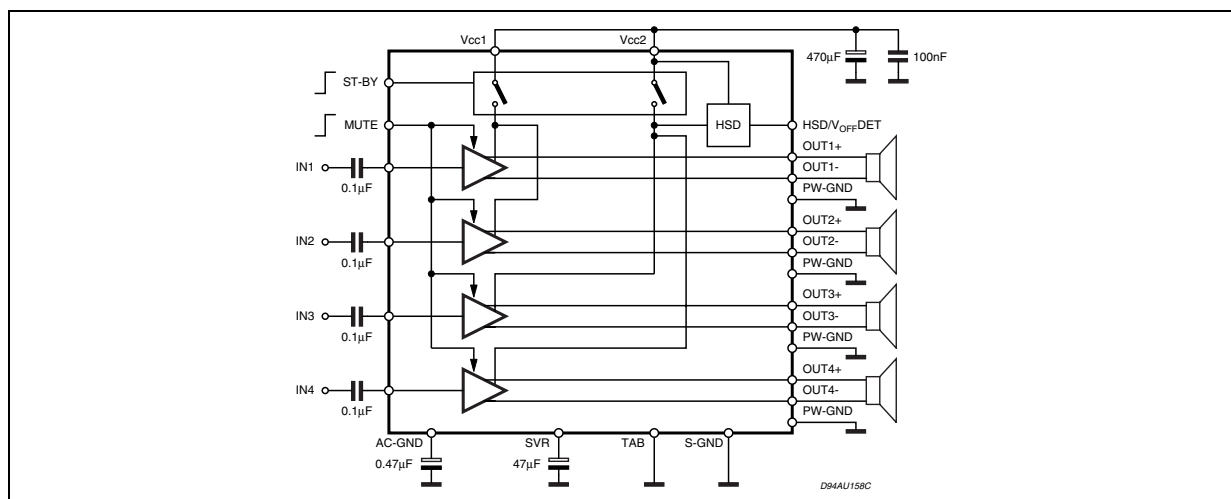 Vcc1
Vcc2
470µF
100nF
ST-BY
MUTE
HSD
HSD/VOFFDET
OUT1+
IN1
OUT1-
0.1µF
PW-GND
OUT2+
IN2
OUT2-
0.1µF
PW-GND
OUT3+
IN3
OUT3-
0.1µF
PW-GND
OUT4+
IN4
OUT4-
0.1µF
PW-GND
AC-GND
SVR
TAB
S-GND
0.47µF
47µF
D94AU158C